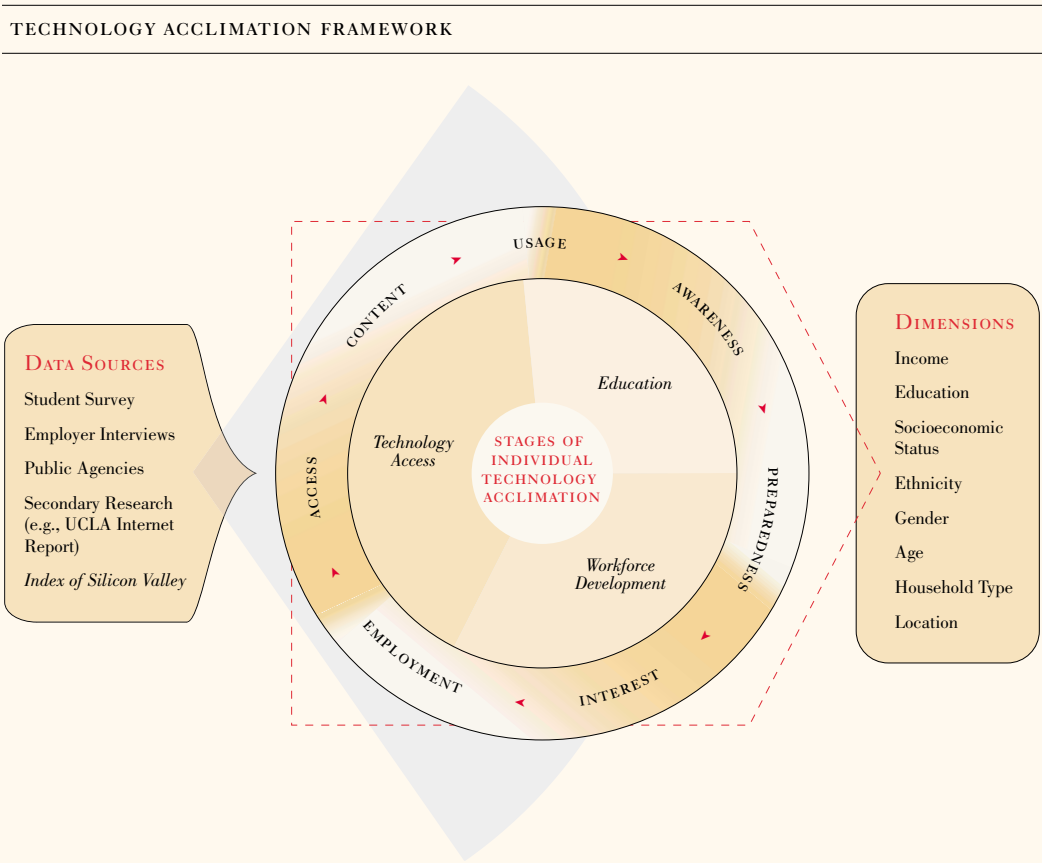 TECHNOLOGY ACCLIMATION FRAMEWORK
DATA SOURCES
Student Survey
Employer Interviews
Public Agencies
Secondary Research
(e.g., UCLA Internet
Report)
Index of Silicon Valley
USAGE
AWARENESS
PREPAREDNESS
INTEREST
EMPLOYMENT
ACCESS
CONTENT
Education
Technology
Access
Workforce
Development
STAGES OF
INDIVIDUAL
TECHNOLOGY
ACCLIMATION
DIMENSIONS
Income
Education
Socioeconomic
Status
Ethnicity
Gender
Age
Household Type
Location